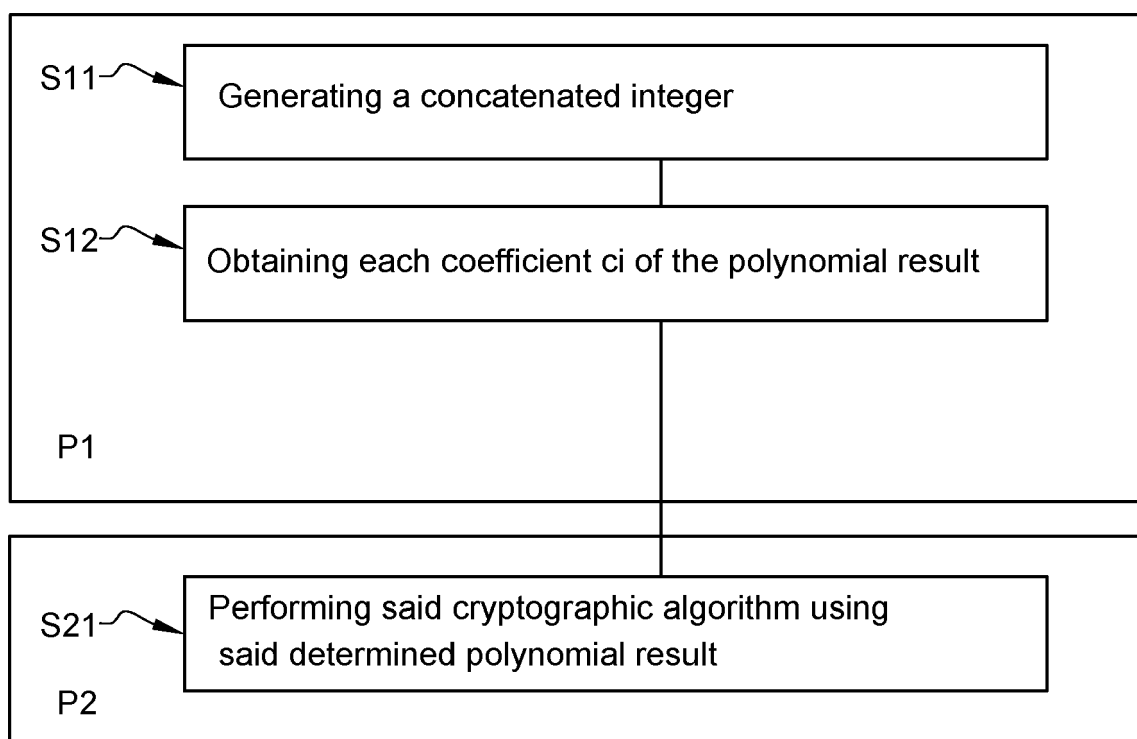 S11
Generating a concatenated integer
S12
Obtaining each coefficient ci of the polynomial result
P1
S21
Performing said cryptographic algorithm using
said determined polynomial result
P2